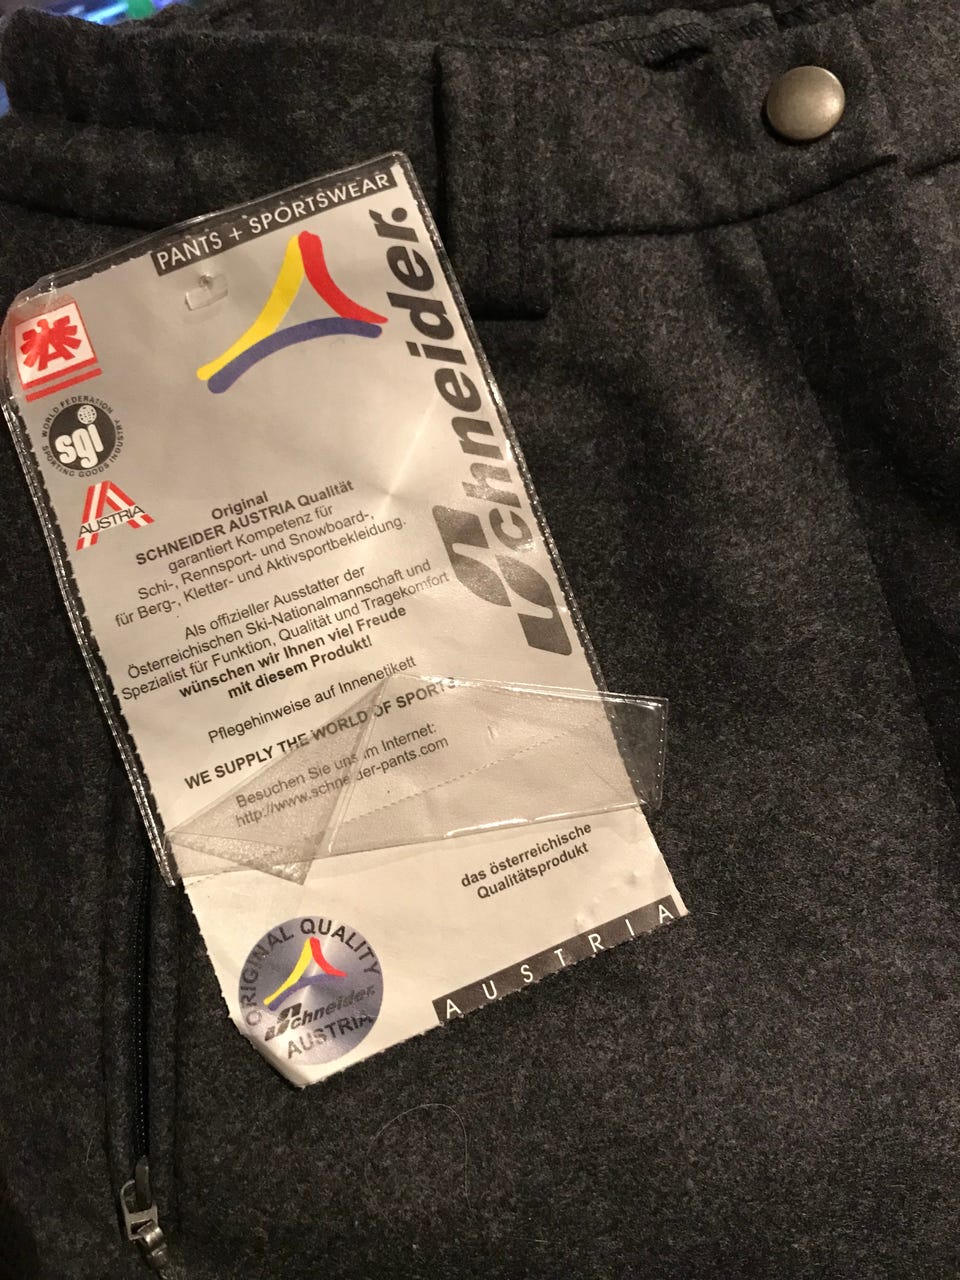 PANTS + SPORTSWEAR
Schneider.
A
WORLD FEDERATION
sgi
SPORTING GOODS INDUSTRY
AUSTRIA
Original
SCHNEIDER AUSTRIA Qualität
garantiert Kompetenz für
Schi-, Rennsport- und Snowboard-,
für Berg-, Kletter- und Aktivsportbekleidung.
Als offizieller Ausstatter der
Österreichischen Ski-Nationalmannschaft und
Spezialist für Funktion, Qualität und Tragekomfort
wünschen wir Ihnen viel Freude
mit diesem Produkt!
Pflegehinweise auf Innenetikett
WE SUPPLY THE WORLD OF SPORTS
Besuchen Sie uns im Internet:
http://www.schneider-pants.com
das österreichische
Qualitätsprodukt
AUSTRIA
ORIGINAL QUALITY
Schneider.
AUSTRIA